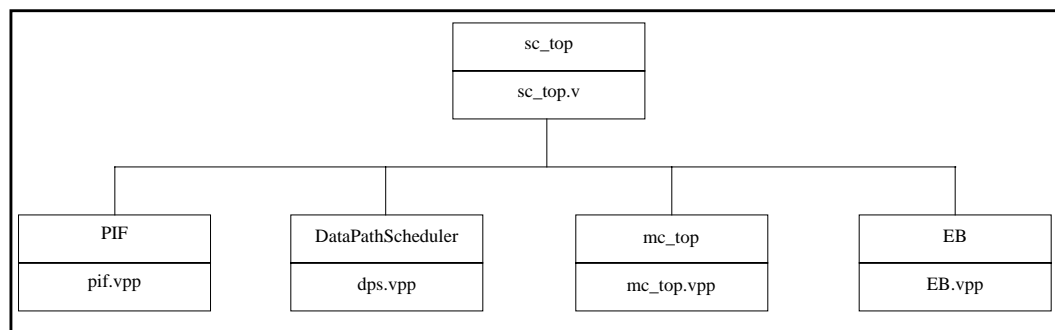 sc_top
sc_top.v
PIF
pif.vpp
DataPathScheduler
dps.vpp
mc_top
mc_top.vpp
EB
EB.vpp